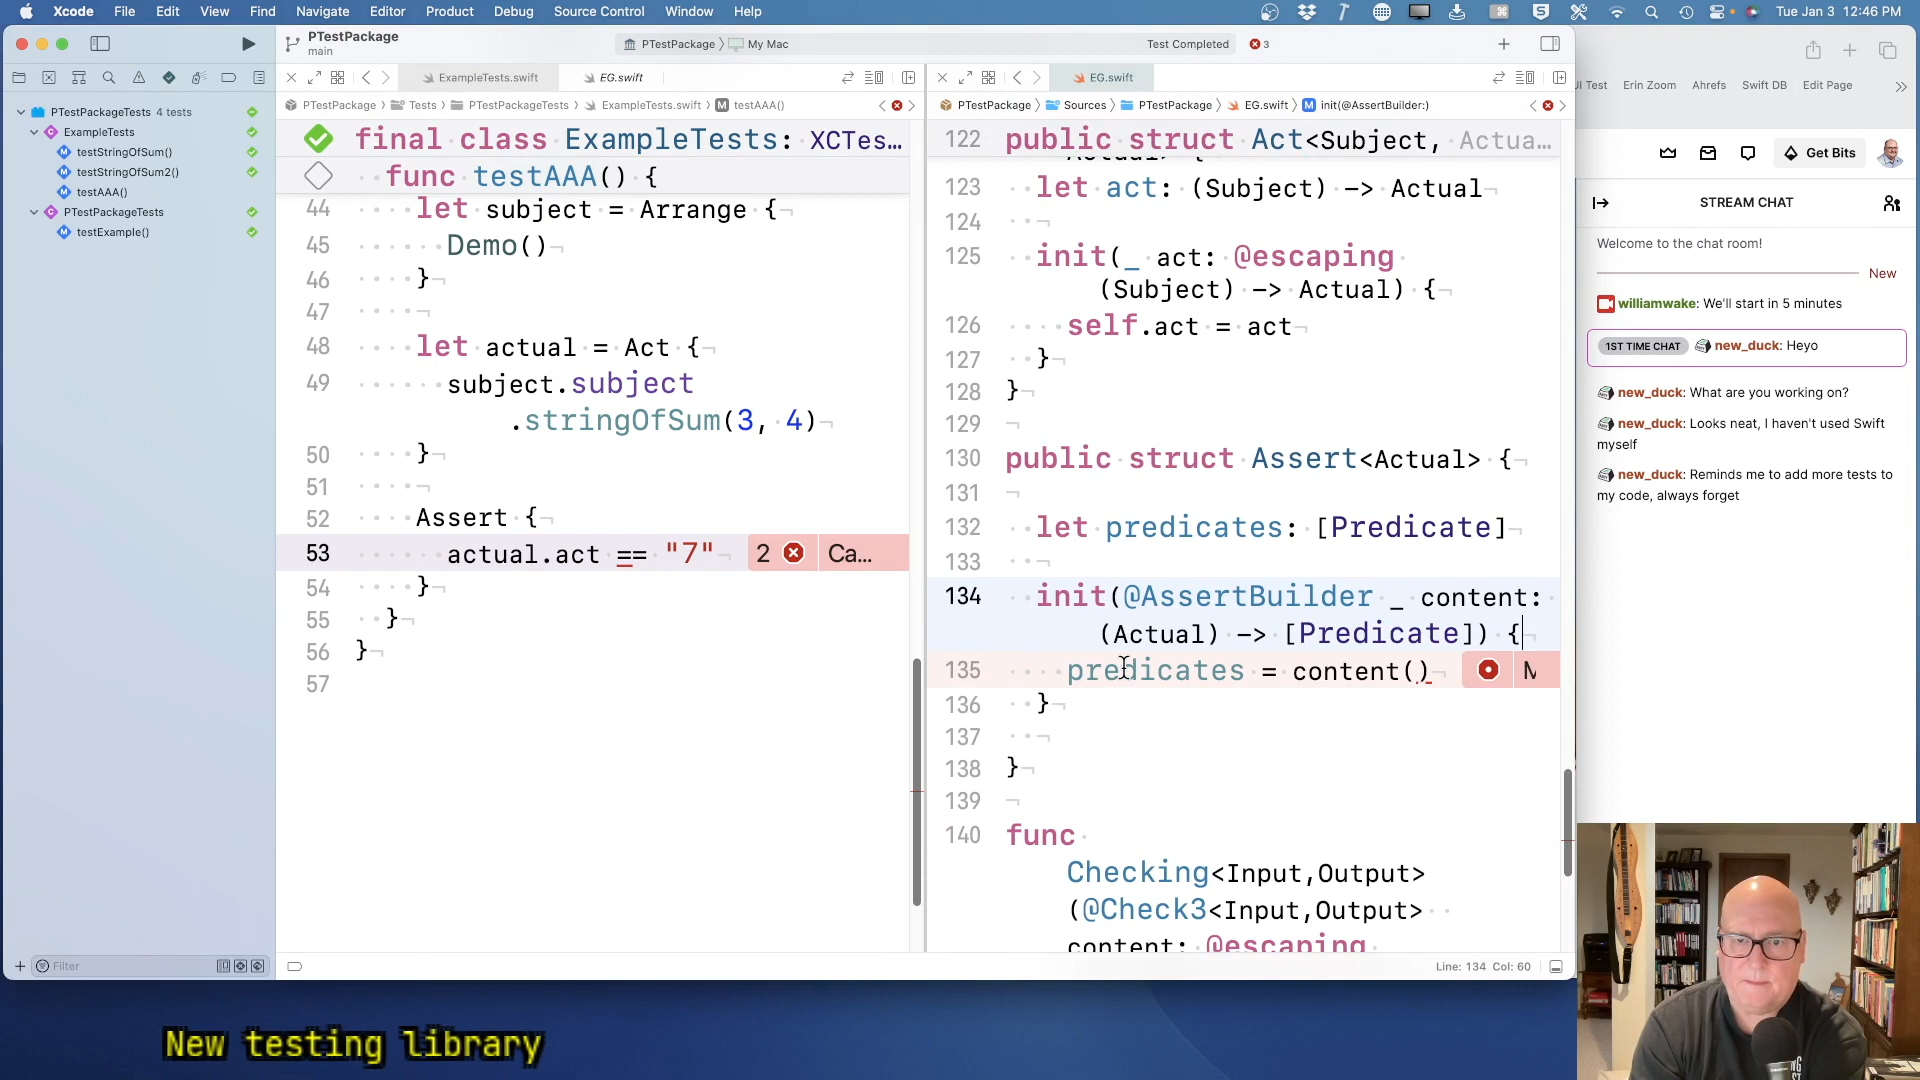 Xcode File Edit View Find Navigate Editor Product Debug Source Control Window Help
Tue Jan 3 12:46 PM
PTestPackage
main
PTestPackage My Mac
Test Completed 3
ExampleTests.swift EG.swift
EG.swift
PTestPackage Tests PTestPackageTests ExampleTests.swift testAAA()
PTestPackage Sources PTestPackage EG.swift init(@AssertBuilder:)
PTestPackageTests 4 tests
ExampleTests
testStringOfSum()
testStringOfSum2()
testAAA()
PTestPackageTests
testExample()
Filter
final class ExampleTests: XCTes...
func testAAA() {
44 let subject = Arrange {
45 Demo()
46 }
47
48 let actual = Act {
49 subject.subject
.stringOfSum(3, 4)
50 }
51
52 Assert {
53 actual.act == "7" 2 Ca...
54 }
55 }
56 }
57
122 public struct Act<Subject, Actua...
Actual> {
123 let act: (Subject) -> Actual
124
125 init(_ act: @escaping
(Subject) -> Actual) {
126 self.act = act
127 }
128 }
129
130 public struct Assert<Actual> {
131
132 let predicates: [Predicate]
133
134 init(@AssertBuilder _ content:
(Actual) -> [Predicate]) {
135 predicates = content()
136 }
137
138 }
139
140 func
Checking<Input,Output>
(@Check3<Input,Output>
content: @escaping
Line: 134 Col: 60
UI Test Erin Zoom Ahrefs Swift DB Edit Page
Get Bits
STREAM CHAT
Welcome to the chat room!
New
williamwake: We'll start in 5 minutes
1ST TIME CHAT new_duck: Heyo
new_duck: What are you working on?
new_duck: Looks neat, I haven't used Swift
myself
new_duck: Reminds me to add more tests to
my code, always forget
New testing library